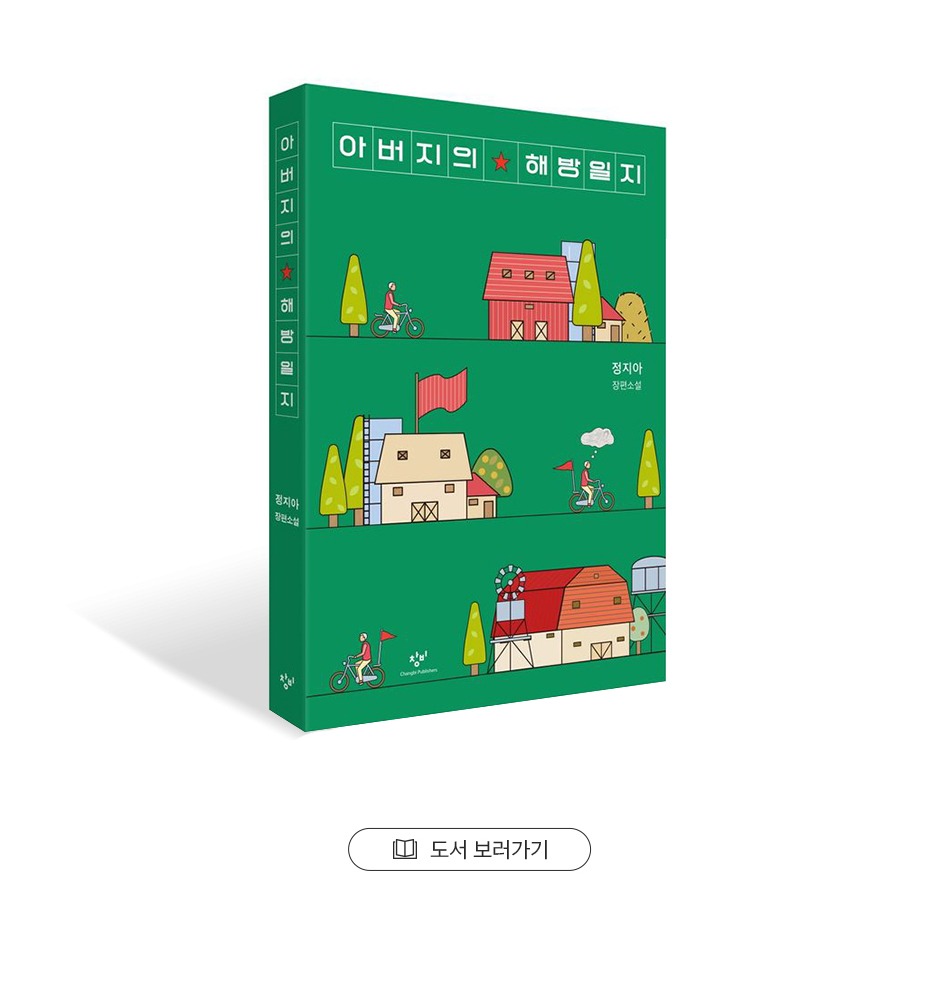 아버지의★해방일지
정지아
장편소설
창비
Changbi Publishers
아버지의★해방일지
정지아
장편소설
창비
도서 보러가기